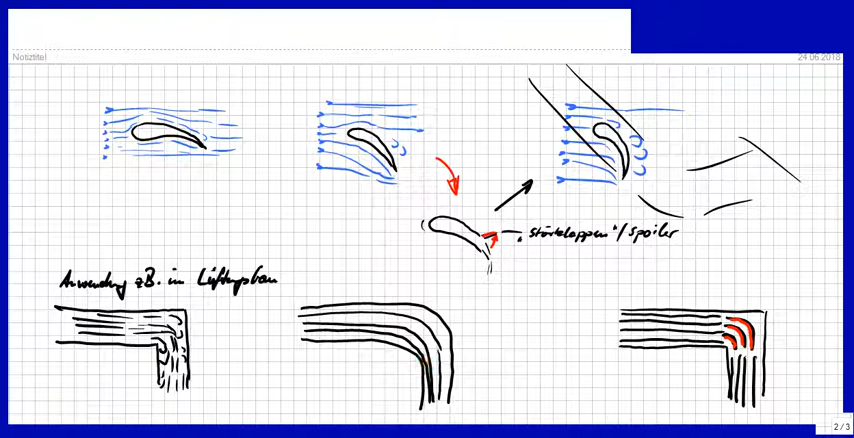 Notiztitel
24.06.2018
„Störklappen"/Spoiler
Anwendung z.B. im Lüftungsbau
2 / 3